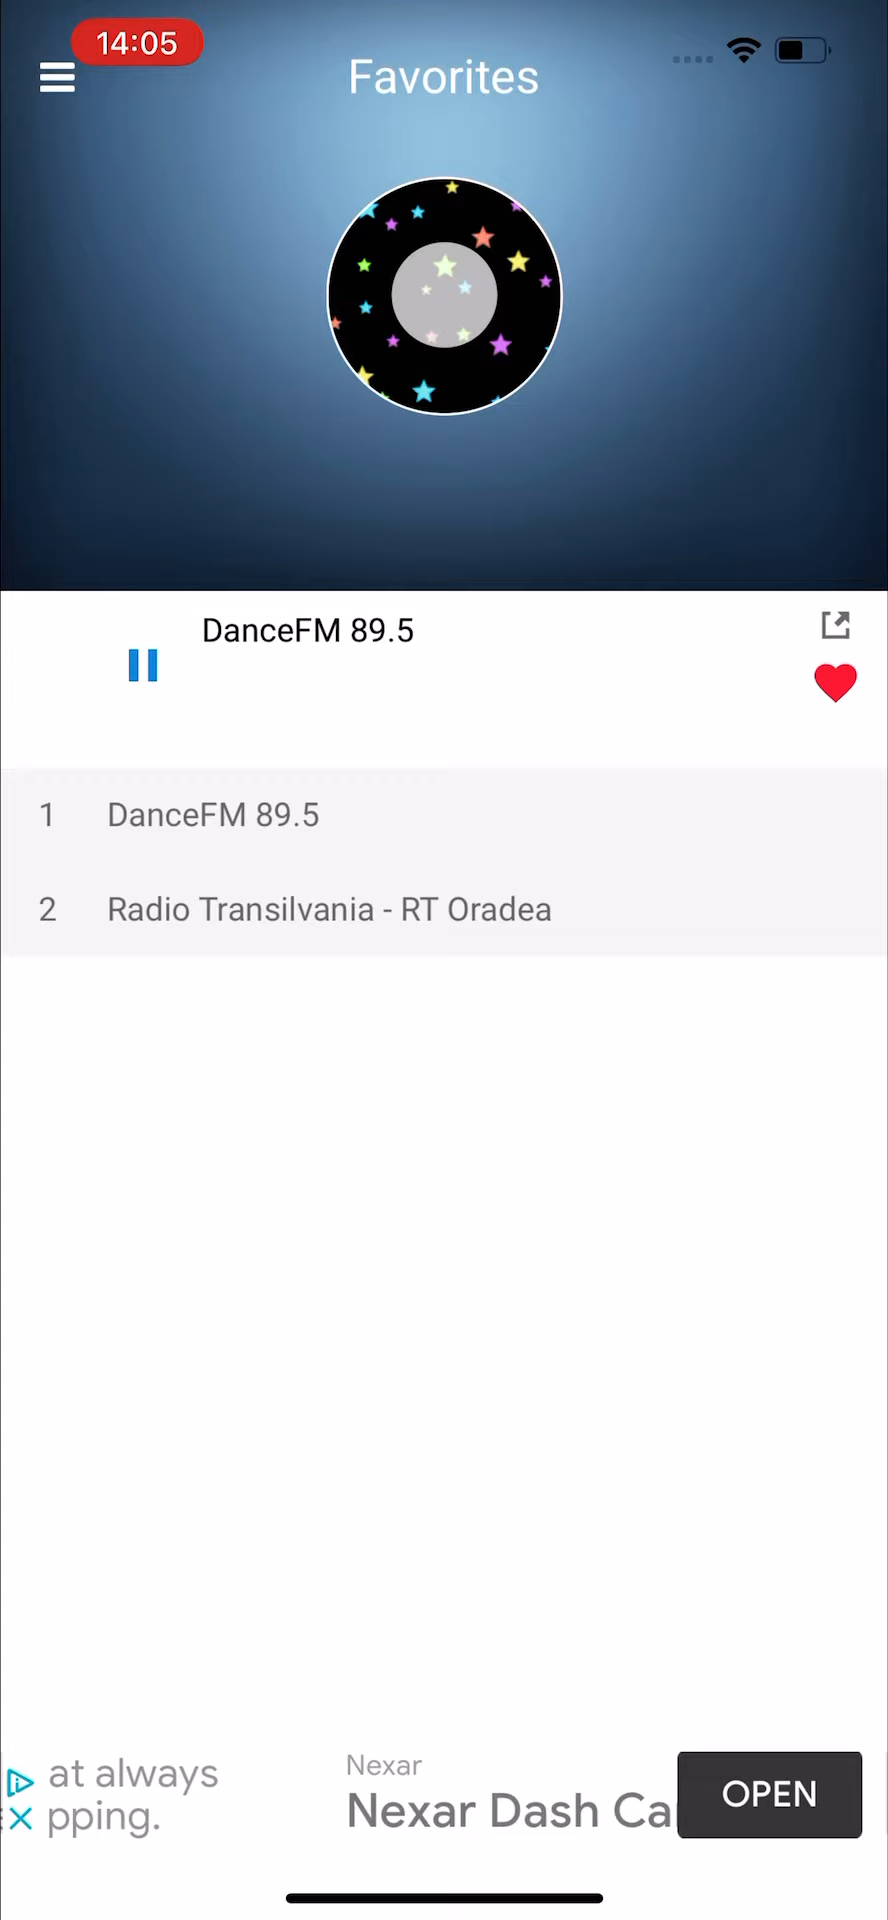 14:05
Favorites
DanceFM 89.5
1 DanceFM 89.5
2 Radio Transilvania - RT Oradea
at always
pping.
Nexar
Nexar Dash Ca
OPEN